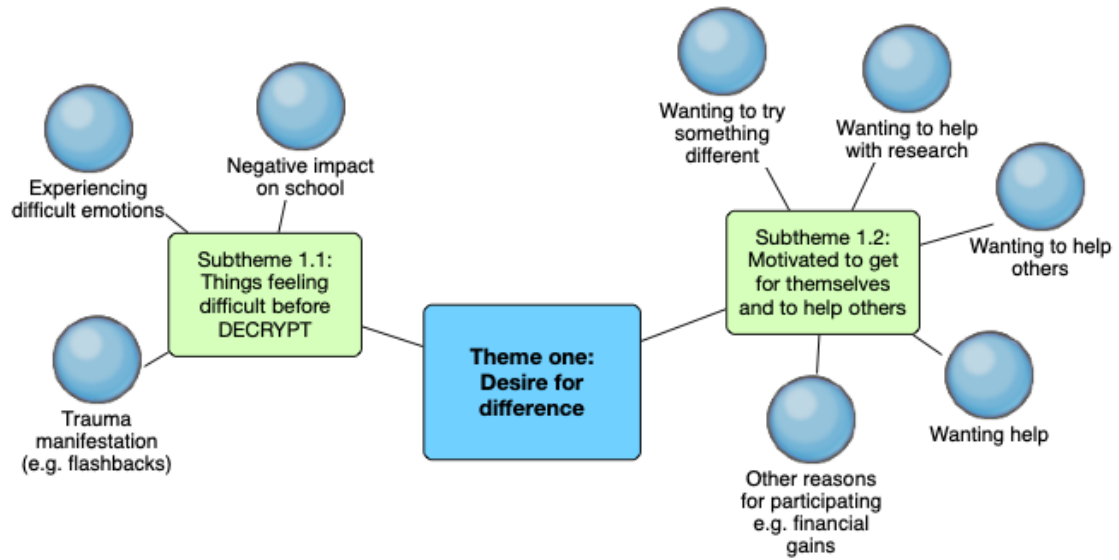 Experiencing
difficult emotions
Negative impact
on school
Trauma
manifestation
(e.g. flashbacks)
Subtheme 1.1:
Things feeling
difficult before
DECRYPT
Theme one:
Desire for
difference
Wanting to try
something
different
Wanting to help
with research
Wanting to help
others
Subtheme 1.2:
Motivated to get
for themselves
and to help others
Wanting help
Other reasons
for participating
e.g. financial
gains